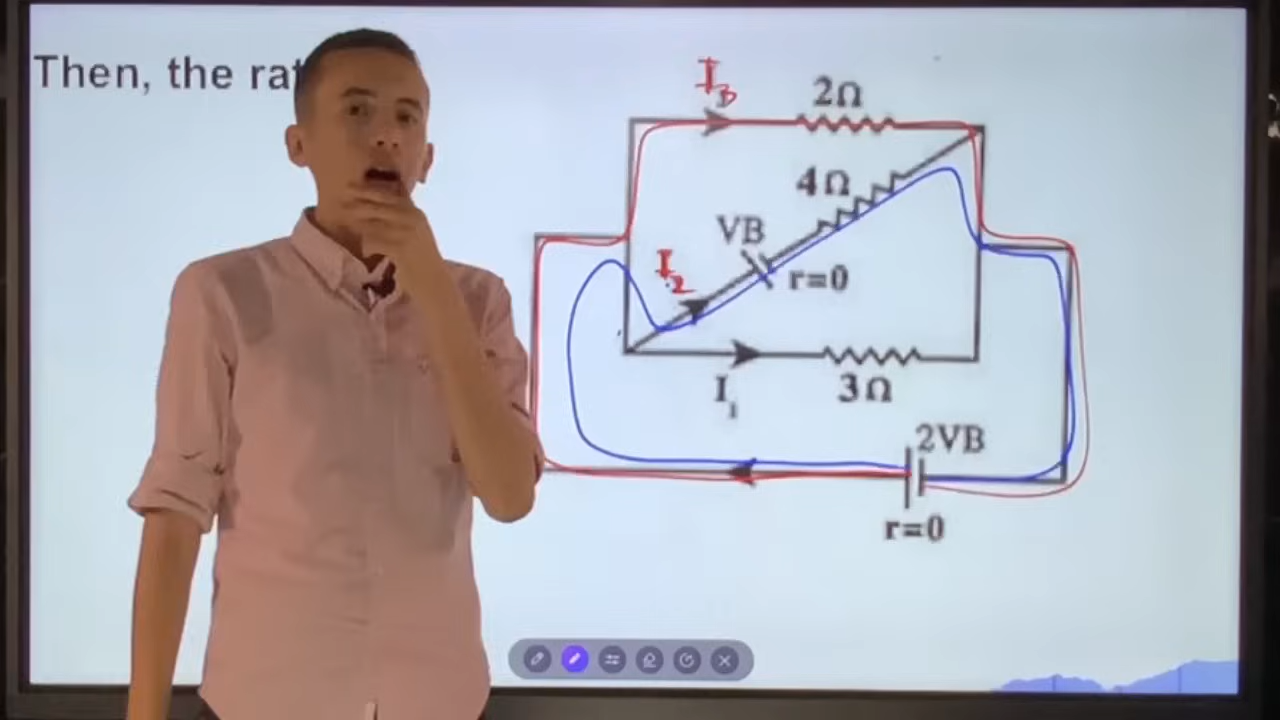 Then, the rat
I3
2Ω
4Ω
VB
I2
r=0
I1
3Ω
2VB
r=0